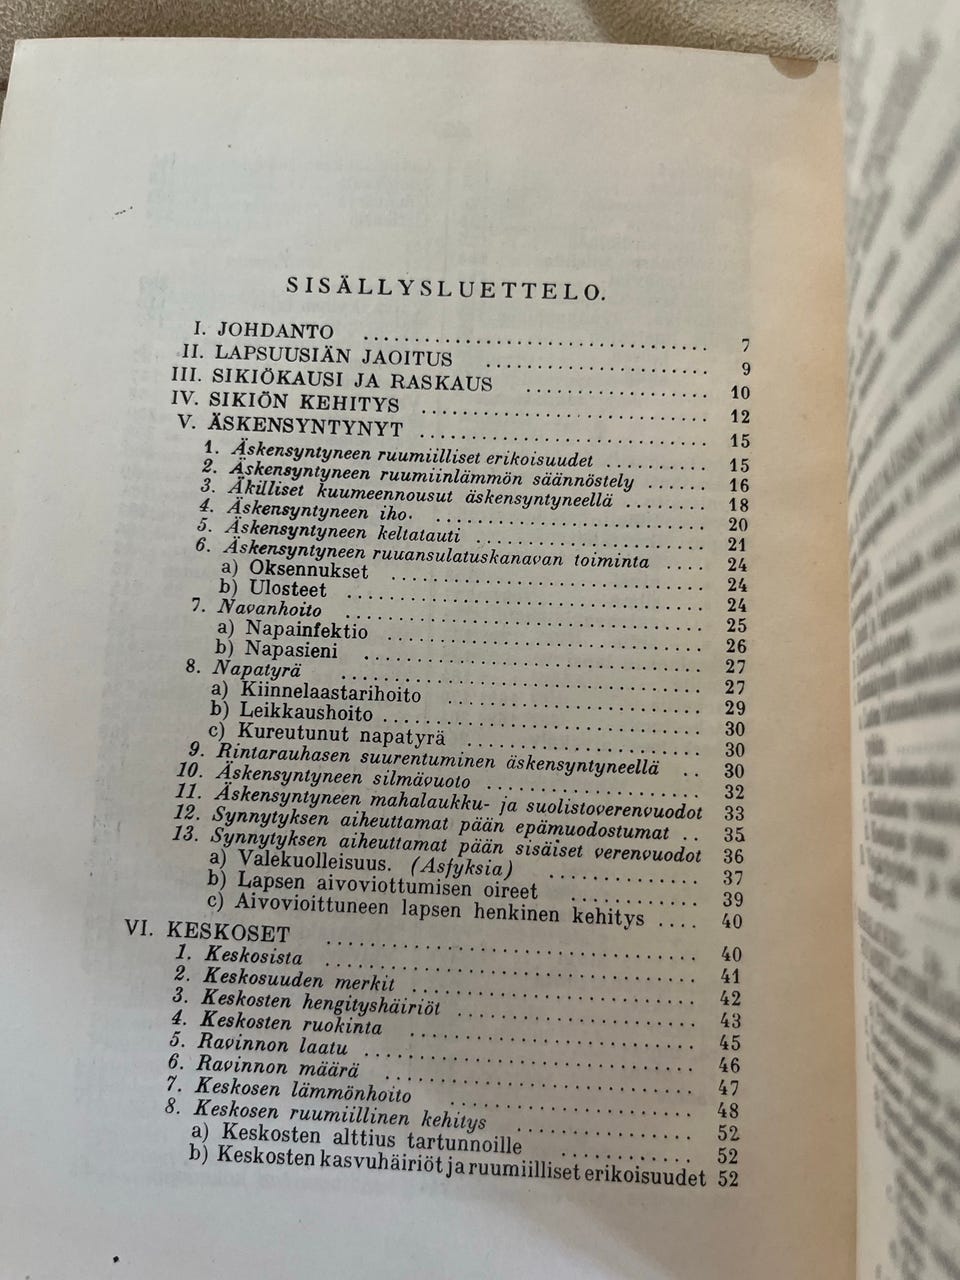 SISÄLLYSLUETTELO.
I. JOHDANTO ........ 7
II. LAPSUUSIÄN JAOITUS ........ 9
III. SIKIÖKAUSI JA RASKAUS ........ 10
IV. SIKIÖN KEHITYS ........ 12
V. ÄSKENSYNTYNYT ........ 15
1. Äskensyntyneen ruumiilliset erikoisuudet ........ 15
2. Äskensyntyneen ruumiinlämmön säännöstely ...... 16
3. Äkilliset kuumeennousut äskensyntyneellä ........ 18
4. Äskensyntyneen iho. ........ 20
5. Äskensyntyneen keltatauti ........ 21
6. Äskensyntyneen ruuansulatuskanavan toiminta .... 24
a) Oksennukset ........ 24
b) Ulosteet ........ 24
7. Navanhoito ........ 25
a) Napainfektio ........ 26
b) Napasieni ........ 27
8. Napatyrä ........ 27
a) Kiinnelaastarihoito ........ 29
b) Leikkaushoito ........ 30
c) Kureutunut napatyrä ........ 30
9. Rintarauhasen suurentuminen äskensyntyneellä .. 30
10. Äskensyntyneen silmävuoto ........ 32
11. Äskensyntyneen mahalaukku- ja suolistoverenvuodot 33
12. Synnytyksen aiheuttamat pään epämuodostumat .. 35
13. Synnytyksen aiheuttamat pään sisäiset verenvuodot 36
a) Valekuolleisuus. (Asfyksia) ........ 37
b) Lapsen aivoviottumisen oireet ........ 39
c) Aivovioittuneen lapsen henkinen kehitys .... 40
VI. KESKOSET ........ 40
1. Keskosista ........ 41
2. Keskosuuden merkit ........ 42
3. Keskosten hengityshäiriöt ........ 43
4. Keskosten ruokinta ........ 45
5. Ravinnon laatu ........ 46
6. Ravinnon määrä ........ 47
7. Keskosen lämmönhoito ........ 48
8. Keskosen ruumiillinen kehitys ........ 52
a) Keskosten alttius tartunnoille ........ 52
b) Keskosten kasvuhäiriöt ja ruumiilliset erikoisuudet 52